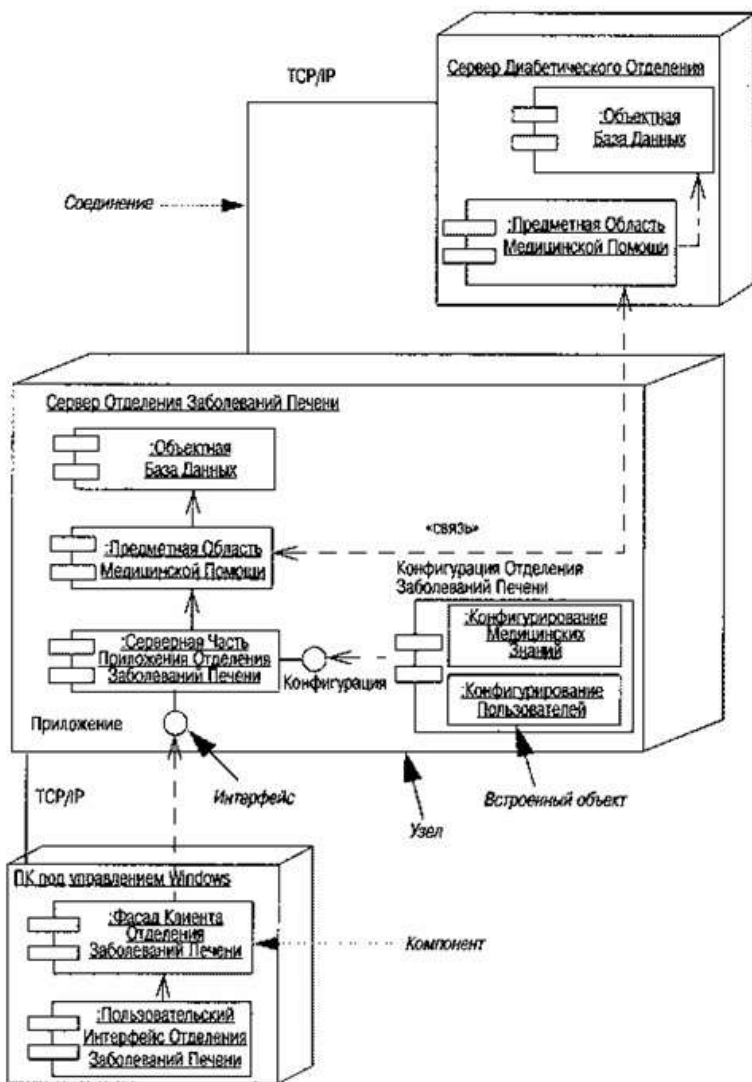 TCP/IP
Сервер Диабетического Отделения
:Объектная
База Данных
Соединение
:Предметная Область
Медицинской Помощи
Сервер Отделения Заболеваний Печени
:Объектная
База Данных
«связь»
:Предметная Область
Медицинской Помощи
Конфигурация Отделения
Заболеваний Печени
:Серверная Часть
Приложения Отделения
Заболеваний Печени
Конфигурация
:Конфигурирование
Медицинских
Знаний
:Конфигурирование
Пользователей
Приложение
TCP/IP
Интерфейс
Встроенный объект
Узел
ПК под управлением Windows
:Фасад Клиента
Отделения
Заболеваний Печени
Компонент
:Пользовательский
Интерфейс Отделения
Заболеваний Печени